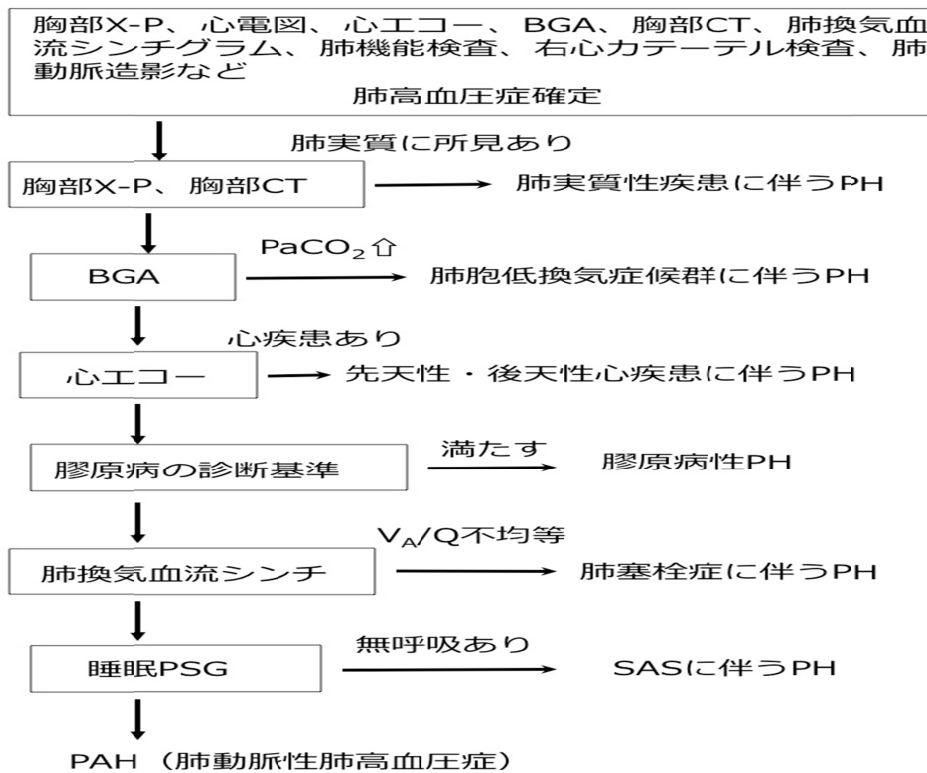 胸部X-P、心電図、心エコー、BGA、胸部CT、肺換気血
流シンチグラム、肺機能検査、右心カテーテル検査、肺
動脈造影など
肺高血圧症確定
肺実質に所見あり
胸部X-P、胸部CT
肺実質性疾患に伴うPH
PaCO₂⇧
BGA
肺胞低換気症候群に伴うPH
心疾患あり
心エコー
先天性・後天性心疾患に伴うPH
満たす
膠原病の診断基準
膠原病性PH
VA/Q不均等
肺換気血流シンチ
肺塞栓症に伴うPH
無呼吸あり
睡眠PSG
SASに伴うPH
PAH（肺動脈性肺高血圧症）